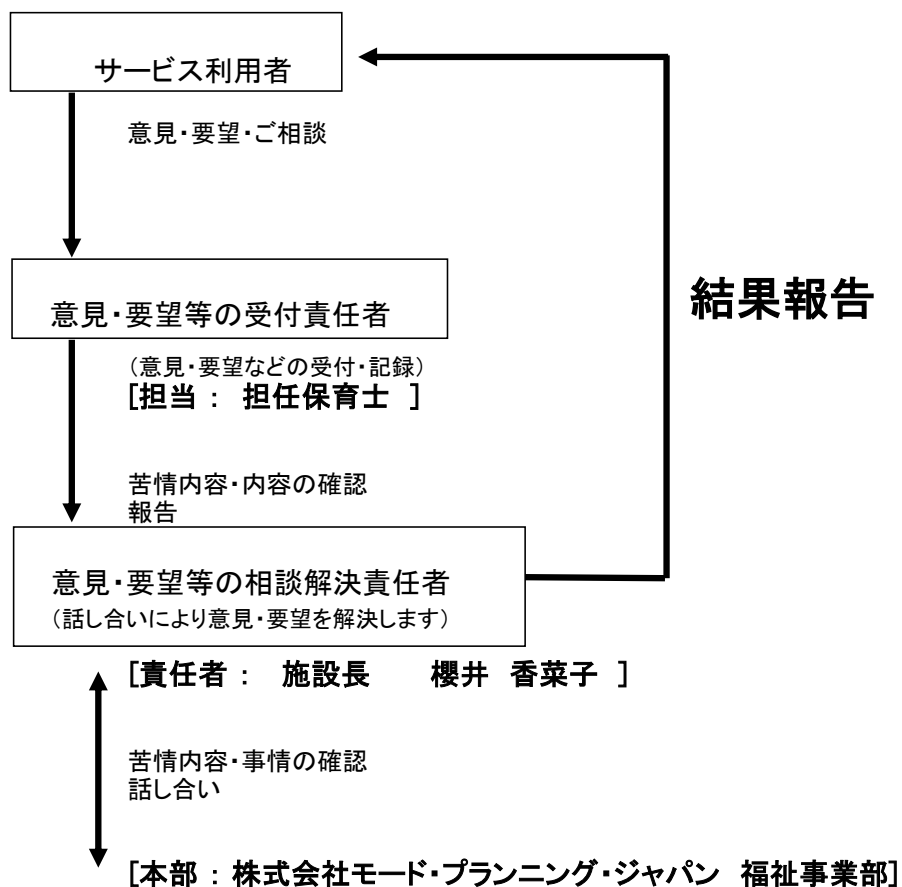 サービス利用者
意見・要望・ご相談
意見・要望等の受付責任者
（意見・要望などの受付・記録）
[担当 ： 担任保育士 ]
苦情内容・内容の確認
報告
意見・要望等の相談解決責任者
（話し合いにより意見・要望を解決します）
[責任者 ： 施設長　　櫻井 香菜子 ]
苦情内容・事情の確認
話し合い
[本部 ： 株式会社モード・プランニング・ジャパン 福祉事業部]
結果報告